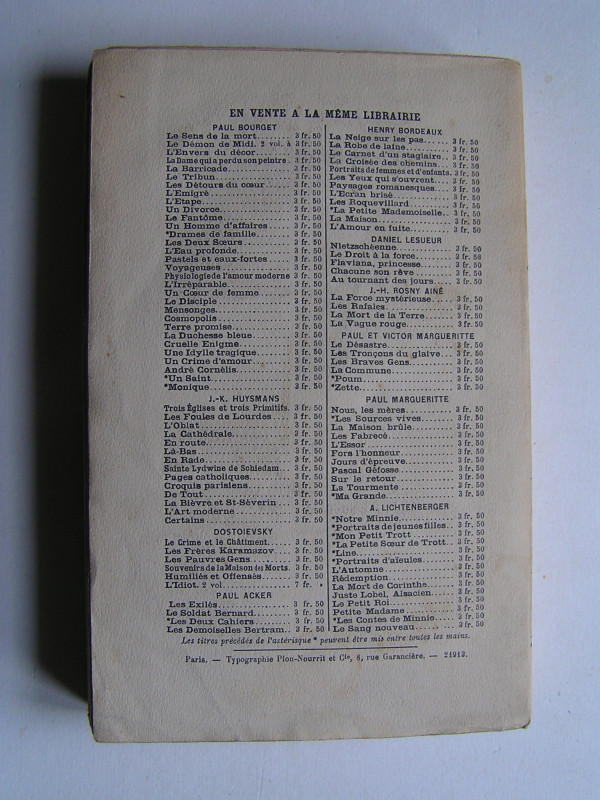 EN VENTE A LA MÊME LIBRAIRIE
PAUL BOURGET
Le Sens de la mort........ 3 fr. 50
Le Démon de Midi. 2 vol. à 3 fr. 50
L'Envers du décor........ 3 fr. 50
La Dame qui a perdu son peintre. 3 fr. 50
La Barricade............ 3 fr. 50
Le Tribun............ 3 fr. 50
Les Détours du cœur...... 3 fr. 50
L'Émigré............ 3 fr. 50
L'Etape............ 3 fr. 50
Un Divorce............ 3 fr. 50
Le Fantôme............ 3 fr. 50
Un Homme d'affaires...... 3 fr. 50
*Drames de famille........ 3 fr. 50
Les Deux Sœurs........ 3 fr. 50
L'Eau profonde........ 3 fr. 50
Pastels et eaux-fortes..... 3 fr. 50
Voyageuses............ 3 fr. 50
Physiologie de l'amour moderne 3 fr. 50
L'Irréparable............ 3 fr. 50
Un Cœur de femme........ 3 fr. 50
Le Disciple............ 3 fr. 50
Mensonges............ 3 fr. 50
Cosmopolis............ 3 fr. 50
Terre promise............ 3 fr. 50
La Duchesse bleue........ 3 fr. 50
Cruelle Enigme........ 3 fr. 50
Une Idylle tragique........ 3 fr. 50
Un Crime d'amour........ 3 fr. 50
André Cornélis........ 3 fr. 50
*Un Saint............ 3 fr. 50
*Monique............ 3 fr. 50
J.-K. HUYSMANS
Trois Églises et trois Primitifs. 3 fr. 50
Les Foules de Lourdes... 3 fr. 50
L'Oblat............ 3 fr. 50
La Cathédrale........ 3 fr. 50
En route............ 3 fr. 50
Là-Bas............ 3 fr. 50
En Rade............ 3 fr. 50
Sainte Lydwine de Schiedam... 3 fr. 50
Pages catholiques........ 3 fr. 50
Croquis parisiens........ 3 fr. 50
De Tout............ 3 fr. 50
La Bièvre et St-Séverin... 3 fr. 50
L'Art moderne........ 3 fr. 50
Certains............ 3 fr. 50
DOSTOIEVSKY
Le Crime et le Châtiment..... 3 fr. 50
Les Frères Karamazov.... 3 fr. 50
Les Pauvres Gens........ 3 fr. 50
Souvenirs de la Maison des Morts. 3 fr. 50
Humiliés et Offensés...... 3 fr. 50
L'Idiot. 2 vol............ 7 fr. »
PAUL ACKER
Les Exilés............ 3 fr. 50
Le Soldat Bernard........ 3 fr. 50
*Les Deux Cahiers........ 3 fr. 50
Les Demoiselles Bertram.. 3 fr. 50
HENRY BORDEAUX
La Neige sur les pas...... 3 fr. 50
La Robe de laine........ 3 fr. 50
Le Carnet d'un stagiaire.. 3 fr. 50
La Croisée des chemins... 3 fr. 50
Portraits de femmes et d'enfants. 3 fr. 50
Les Yeux qui s'ouvrent.... 3 fr. 50
Paysages romanesques.... 3 fr. 50
L'Ecran brisé........ 3 fr. 50
Les Roquevillard........ 3 fr. 50
*La Petite Mademoiselle.. 3 fr. 50
La Maison............ 3 fr. 50
L'Amour en fuite........ 3 fr. 50
DANIEL LESUEUR
Nietzschéenne........ 3 fr. 50
Le Droit à la force........ 3 fr. 50
Flaviana, princesse........ 3 fr. 50
Chacune son rêve........ 3 fr. 50
Au tournant des jours..... 3 fr. 50
J.-H. ROSNY AINÉ
La Force mystérieuse..... 3 fr. 50
Les Rafales............ 3 fr. 50
La Mort de la Terre........ 3 fr. 50
La Vague rouge........ 3 fr. 50
PAUL ET VICTOR MARGUERITTE
Le Désastre............ 3 fr. 50
Les Tronçons du glaive... 3 fr. 50
Les Braves Gens........ 3 fr. 50
La Commune............ 3 fr. 50
*Poum............ 3 fr. 50
*Zette............ 3 fr. 50
PAUL MARGUERITTE
Nous, les mères........ 3 fr. 50
*Les Sources vives........ 3 fr. 50
La Maison brûle........ 3 fr. 50
Les Fabrecé........ 3 fr. 50
L'Essor............ 3 fr. 50
Fors l'honneur........ 3 fr. 50
Jours d'épreuve........ 3 fr. 50
Pascal Géfosse........ 3 fr. 50
Sur le retour........ 3 fr. 50
La Tourmente........ 3 fr. 50
*Ma Grande............ 3 fr. 50
A. LICHTENBERGER
*Notre Minnie........ 3 fr. 50
*Portraits de jeunes filles.. 3 fr. 50
*Mon Petit Trott........ 3 fr. 50
*La Petite Sœur de Trott.. 3 fr. 50
*Line............ 3 fr. 50
*Portraits d'aïeules...... 3 fr. 50
L'Automne............ 3 fr. 50
Rédemption............ 3 fr. 50
La Mort de Corinthe...... 3 fr. 50
Juste Lobel, Alsacien..... 3 fr. 50
Le Petit Roi............ 3 fr. 50
Petite Madame........ 3 fr. 50
*Les Contes de Minnie.... 3 fr. 50
Le Sang nouveau........ 3 fr. 50
Les titres précédés de l'astérisque * peuvent être mis entre toutes les mains.
Paris. — Typographie Plon-Nourrit et Cie, 8, rue Garancière. — 21913.